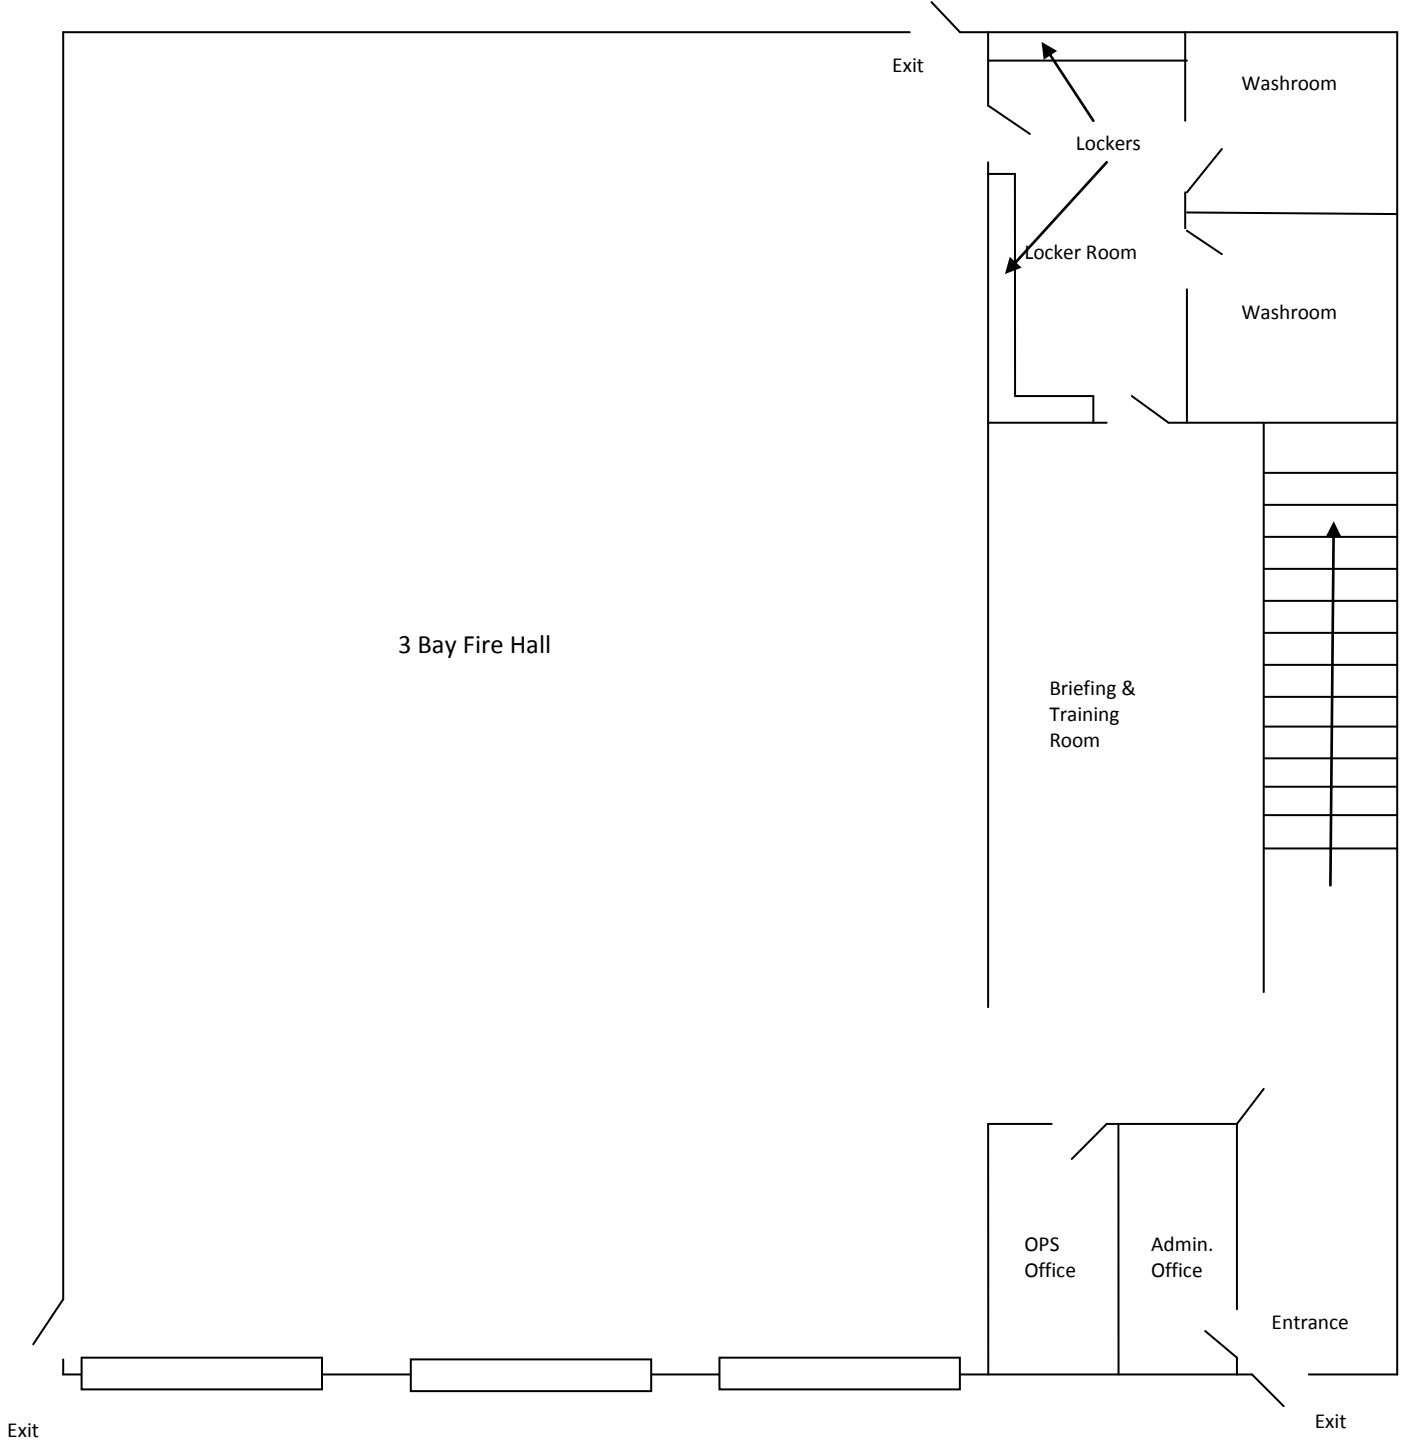 Exit
Washroom
Lockers
Locker Room
Washroom
3 Bay Fire Hall
Briefing &
Training
Room
OPS
Office
Admin.
Office
Entrance
Exit
Exit